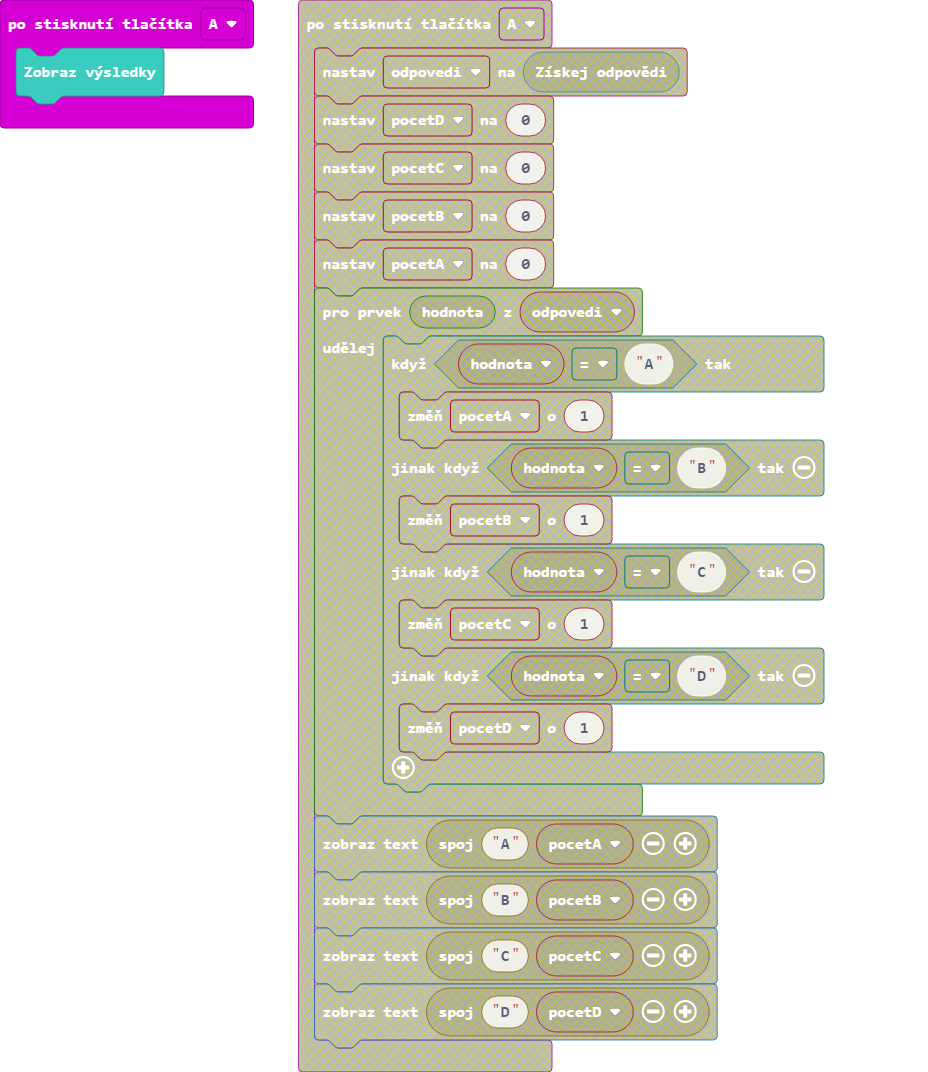 po stisknutí tlačítka A
Zobraz výsledky
po stisknutí tlačítka A
nastav odpovedi na Získej odpovědi
nastav pocetD na 0
nastav pocetC na 0
nastav pocetB na 0
nastav pocetA na 0
pro prvek hodnota z odpovedi
udělej
když hodnota = "A" tak
změň pocetA o 1
jinak když hodnota = "B" tak
změň pocetB o 1
jinak když hodnota = "C" tak
změň pocetC o 1
jinak když hodnota = "D" tak
změň pocetD o 1
zobraz text spoj "A" pocetA
zobraz text spoj "B" pocetB
zobraz text spoj "C" pocetC
zobraz text spoj "D" pocetD